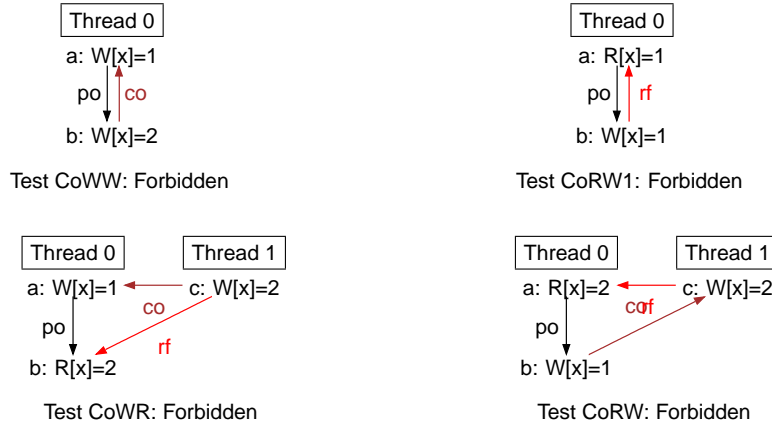 Thread 0
a: W[x]=1
po
co
b: W[x]=2
Test CoWW: Forbidden
Thread 0
a: R[x]=1
po
rf
b: W[x]=1
Test CoRW1: Forbidden
Thread 0
Thread 1
a: W[x]=1
c: W[x]=2
co
po
rf
b: R[x]=2
Test CoWR: Forbidden
Thread 0
Thread 1
a: R[x]=2
c: W[x]=2
co
rf
po
b: W[x]=1
Test CoRW: Forbidden